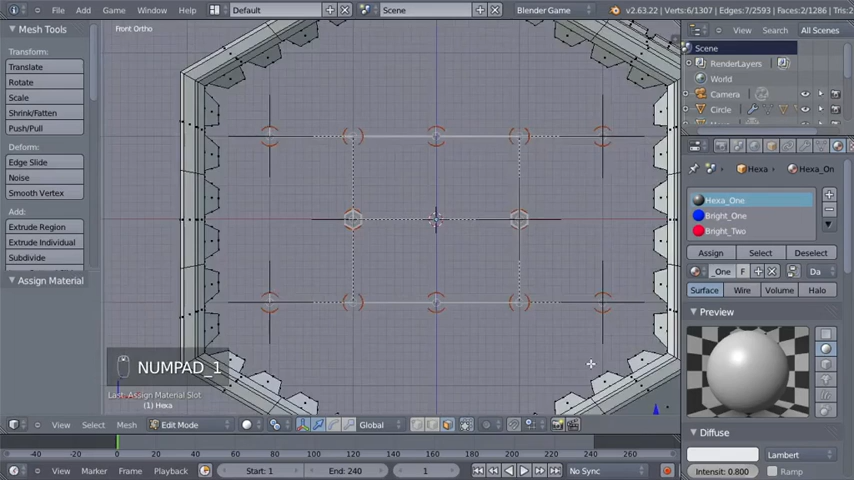 File Add Window Help Default Scene Blender Game v2.63.22 | Verts:6/1307 | Edges:7/2593 | Faces:2/1286 | Tris:2
Mesh Tools
Transform:
Translate
Rotate
Scale
Shrink/Fatten
Push/Pull
Deform:
Edge Slide
Noise
Smooth Vertex
Add:
Extrude Region
Extrude Individual
Subdivide
Assign Material
Front Ortho
NUMPAD_1
Last: Assign Material Slot
(1) Hexa
View Select Mesh Edit Mode Global
-40 -20 0 20 40 60 80 100 120 140 160 180 200 220 240 260
Marker Frame Playback Start: 1 End: 240 1 No Sync
View Search All Scenes
Scene
RenderLayers
World
Camera
Circle
Hexa Hexa_On
Hexa_One
Bright_One
Bright_Two
Assign Select Deselect
_One F Da
Surface Wire Volume Halo
Preview
Diffuse
Lambert
Intensit: 0.800 Ramp